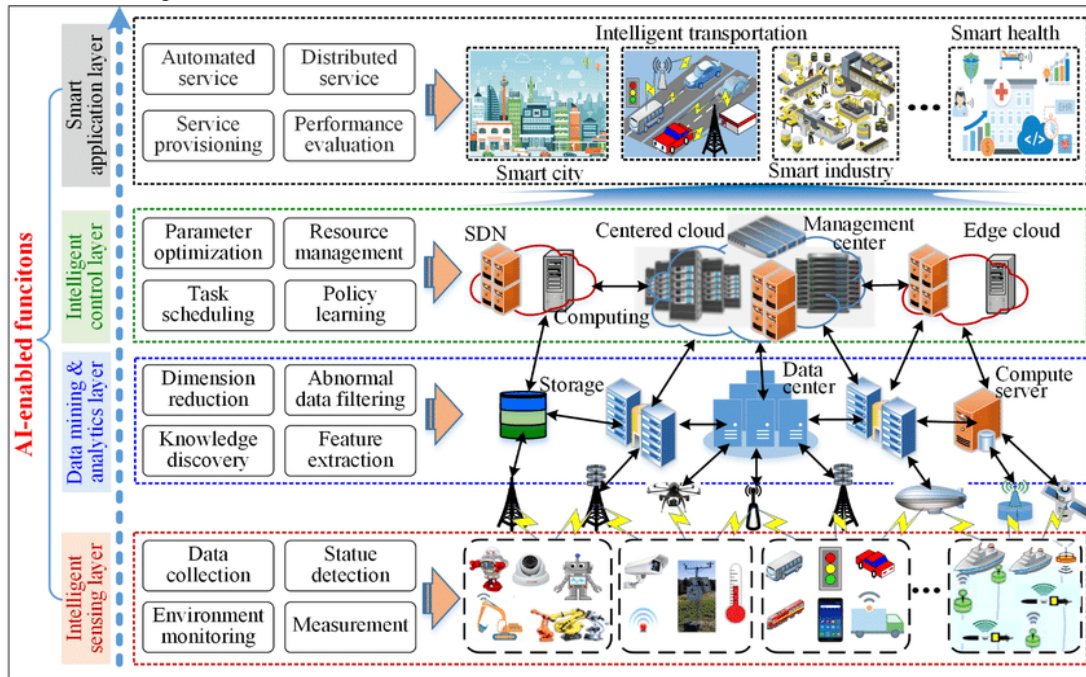 AI-enabled funcitons
Smart
application layer
Automated
service
Distributed
service
Service
provisioning
Performance
evaluation
Intelligent transportation
Smart health
Smart city
Smart industry
Intelligent
control layer
Parameter
optimization
Resource
management
Task
scheduling
Policy
learning
SDN
Centered cloud
Management
center
Edge cloud
Computing
Data mining &
analytics layer
Dimension
reduction
Abnormal
data filtering
Knowledge
discovery
Feature
extraction
Storage
Data
center
Compute
server
Intelligent
sensing layer
Data
collection
Statue
detection
Environment
monitoring
Measurement